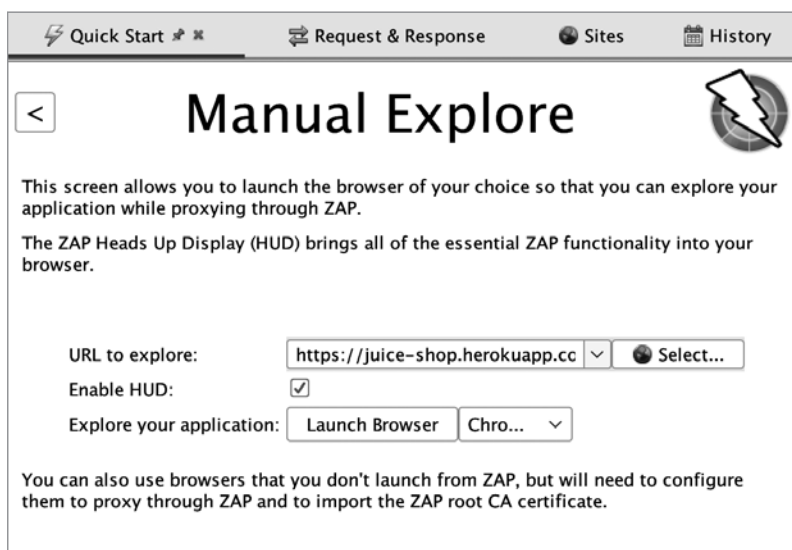 Quick Start Request & Response Sites History
< Manual Explore
This screen allows you to launch the browser of your choice so that you can explore your
application while proxying through ZAP.
The ZAP Heads Up Display (HUD) brings all of the essential ZAP functionality into your
browser.
URL to explore: https://juice-shop.herokuapp.co Select...
Enable HUD:
Explore your application: Launch Browser Chro...
You can also use browsers that you don't launch from ZAP, but will need to configure
them to proxy through ZAP and to import the ZAP root CA certificate.